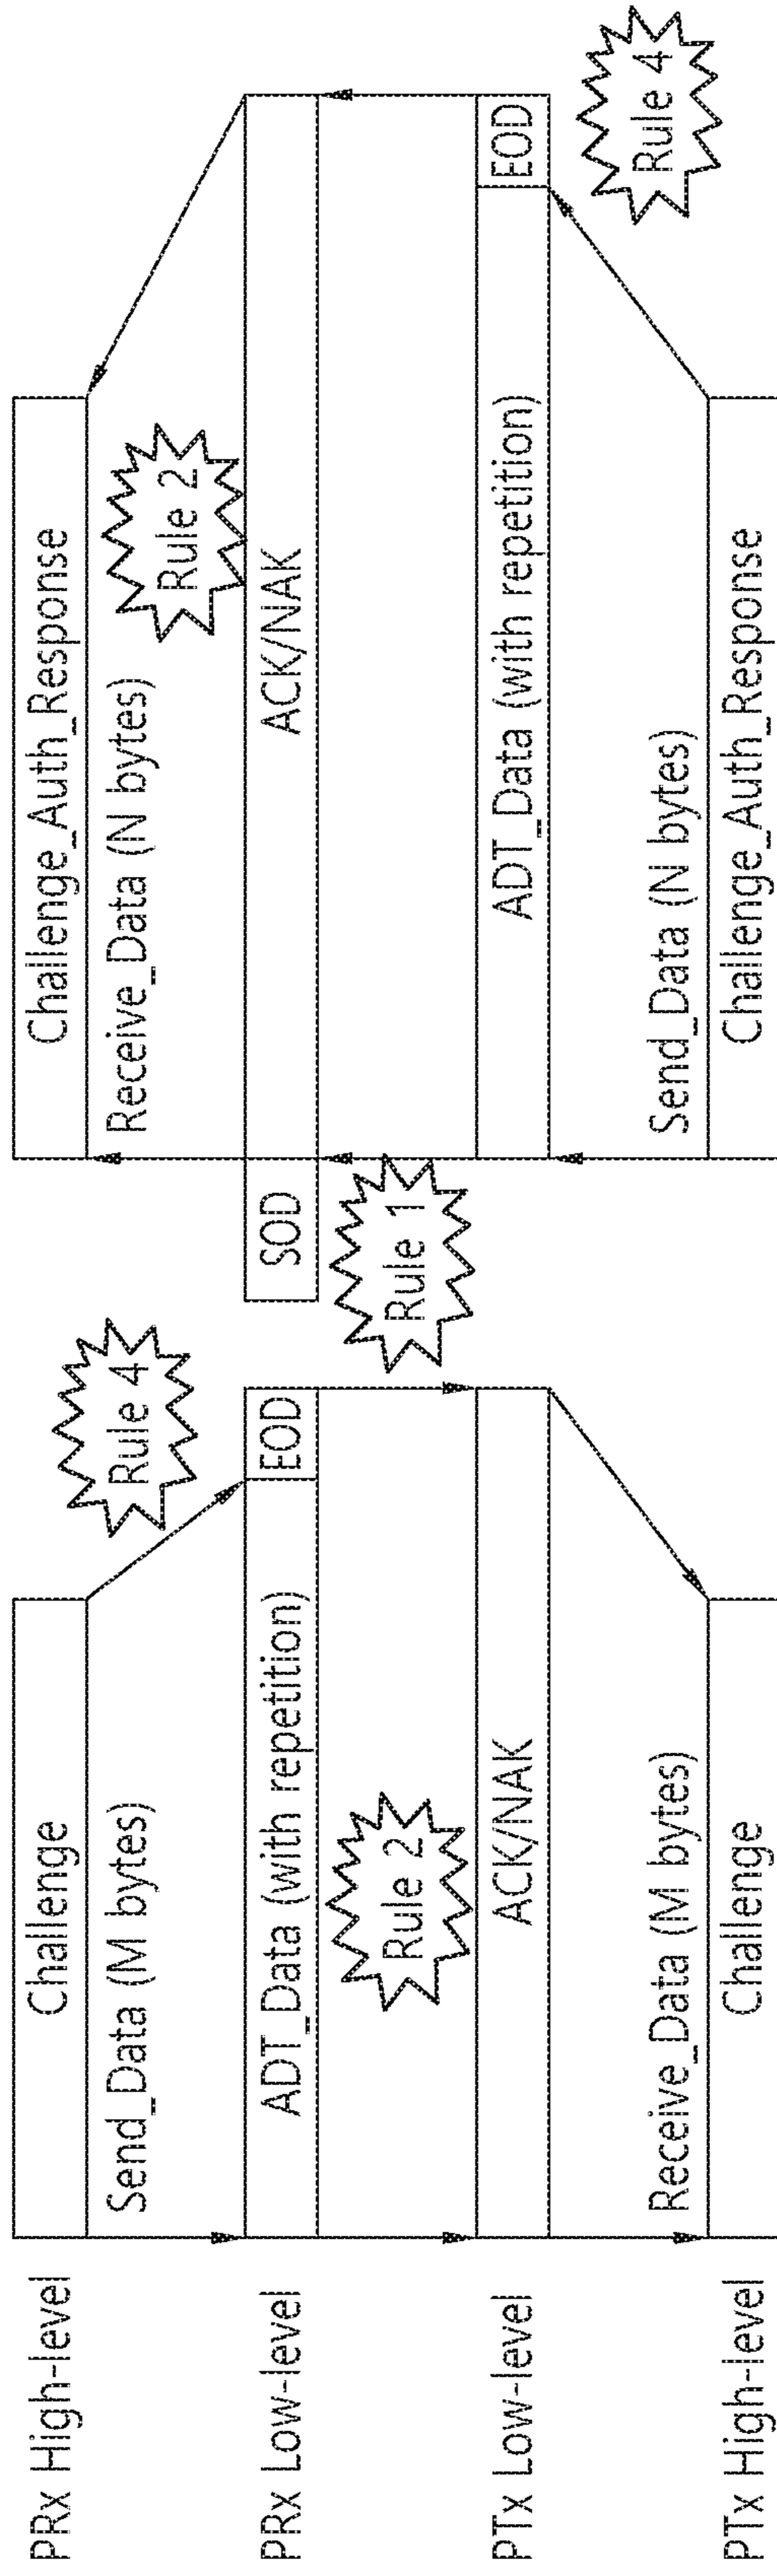 PRx High-level
Challenge
Challenge_Auth_Response
Send_Data (M bytes)
Rule 4
Receive_Data (N bytes)
Rule 2
PRx Low-level
ADT_Data (with repetition)
EOD
SOD
ACK/NAK
Rule 2
Rule 1
PTx Low-level
ACK/NAK
ADT_Data (with repetition)
EOD
Rule 4
Receive_Data (M bytes)
Send_Data (N bytes)
PTx High-level
Challenge
Challenge_Auth_Response